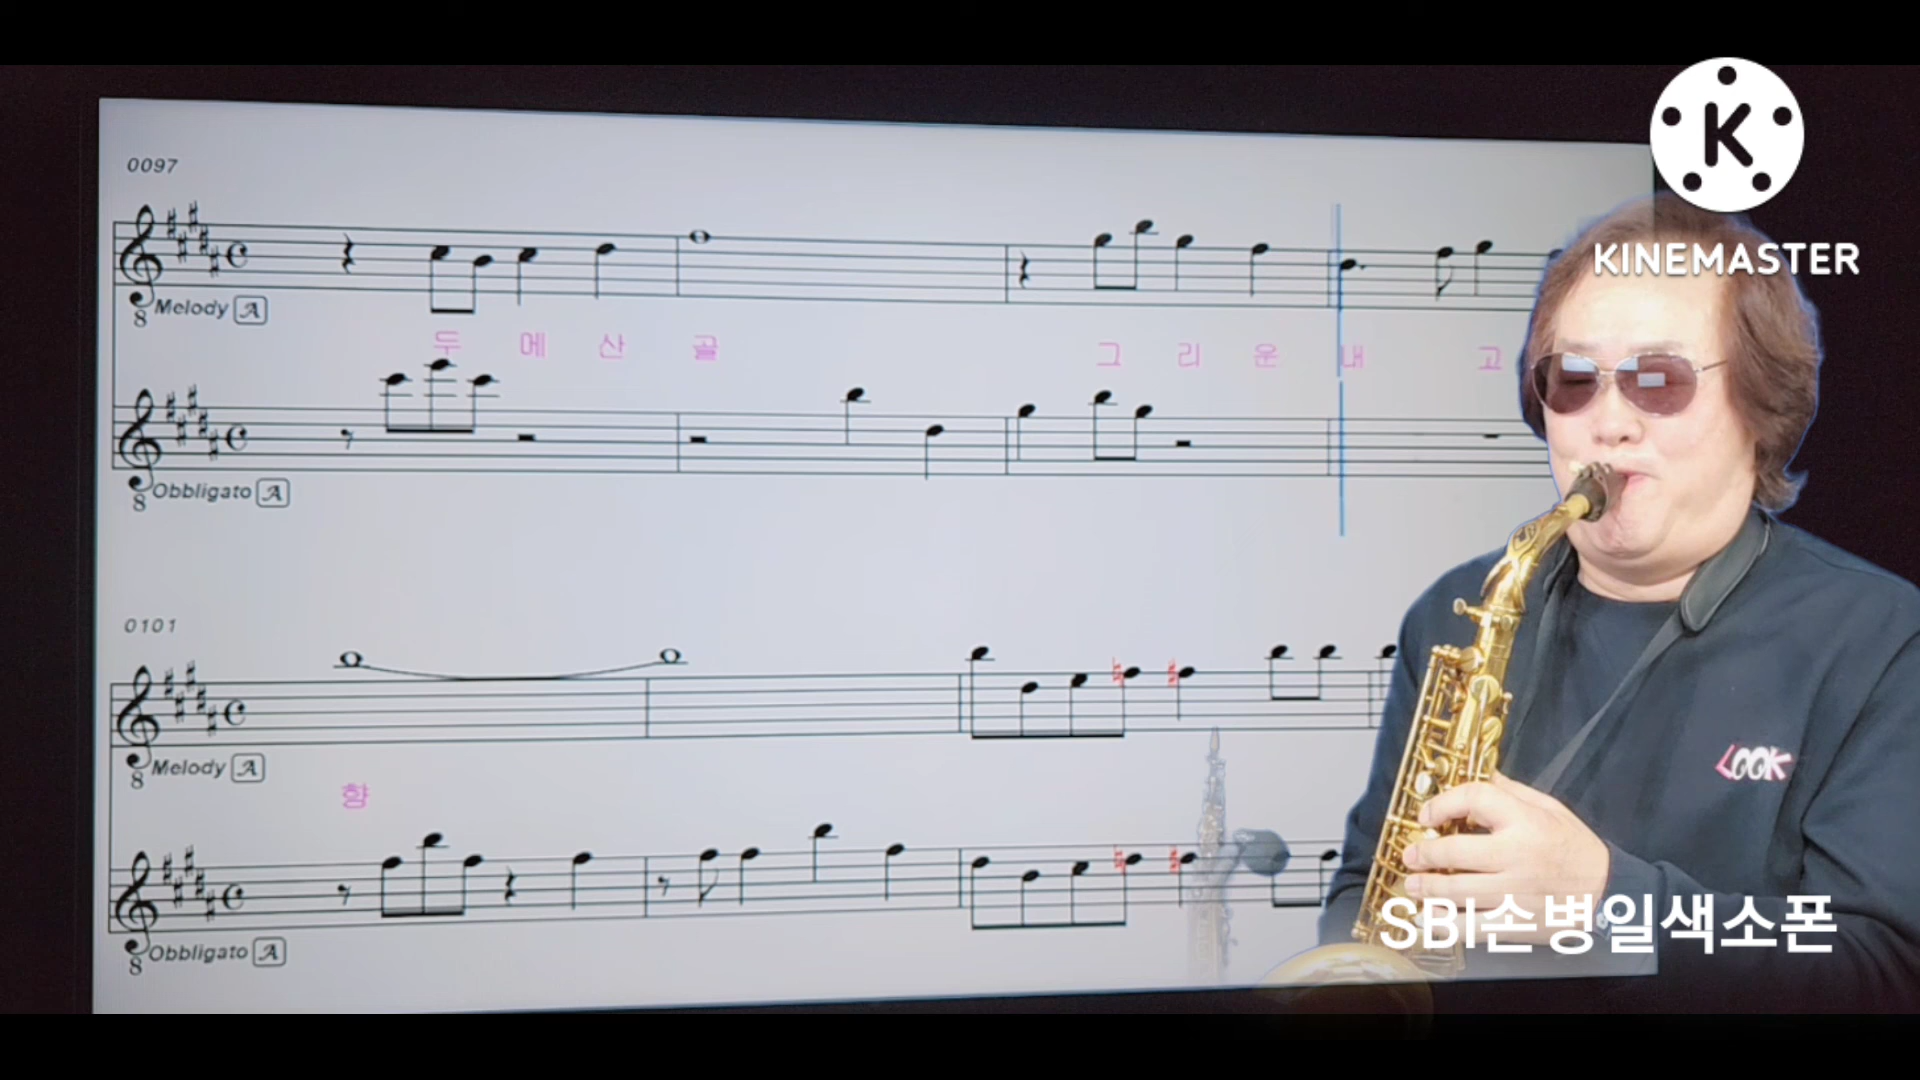 0097
Melody A
두 메 산 골 그 리 운 내 고
Obbligato A
0101
Melody A
향
Obbligato A
K
KINEMASTER
LOOK
SBI손병일색소폰